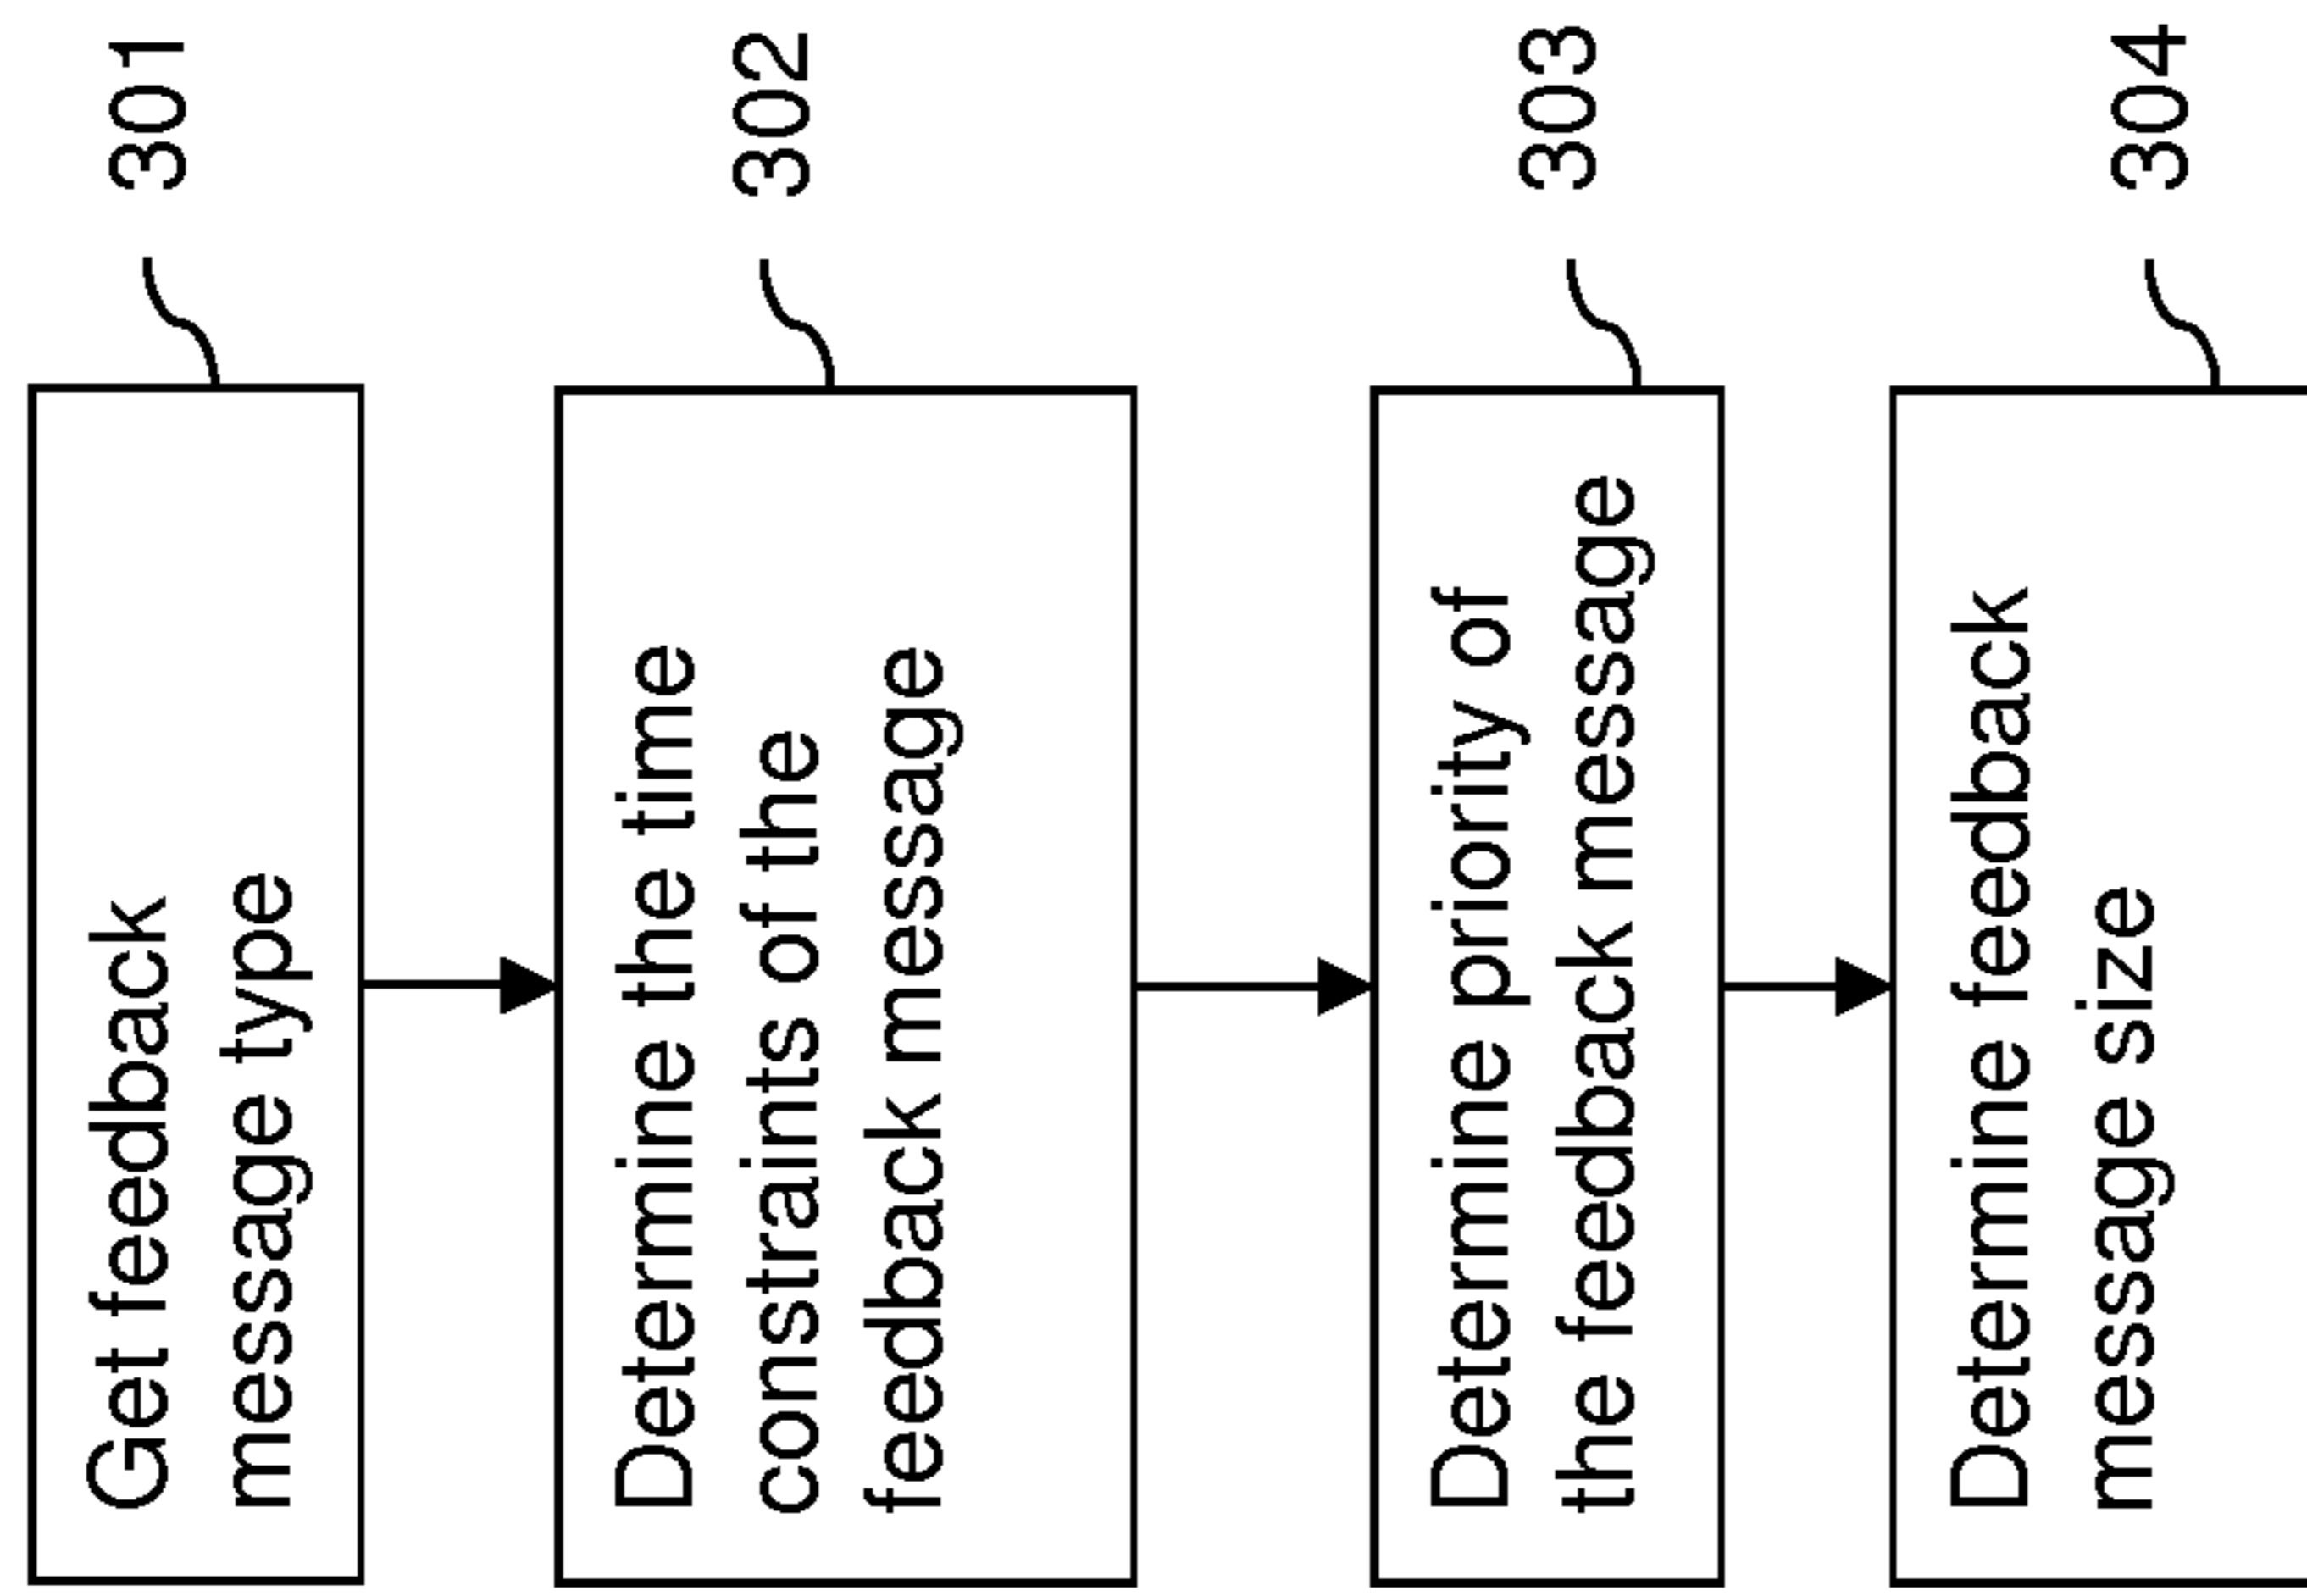 Get feedback
message type
301
Determine the time
constraints of the
feedback message
302
Determine priority of
the feedback message
303
Determine feedback
message size
304